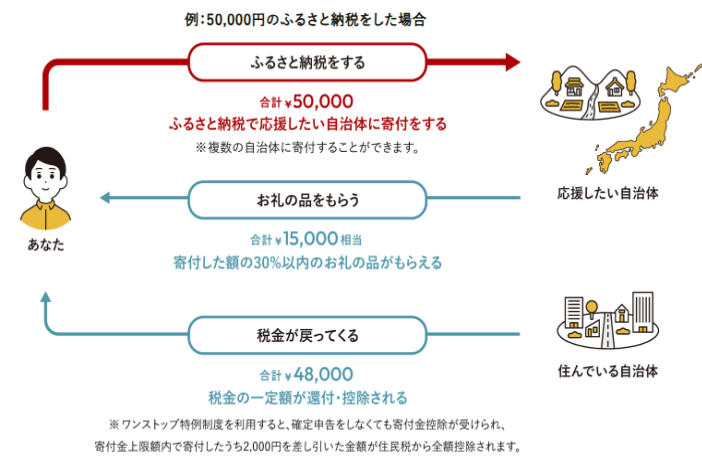 例：50,000円のふるさと納税をした場合
ふるさと納税をする
合計¥50,000
ふるさと納税で応援したい自治体に寄付をする
※複数の自治体に寄付することができます。
応援したい自治体
お礼の品をもらう
あなた
合計¥15,000相当
寄付した額の30%以内のお礼の品がもらえる
税金が戻ってくる
住んでいる自治体
合計¥48,000
税金の一定額が還付・控除される
※ワンストップ特例制度を利用すると、確定申告をしなくても寄付金控除が受けられ、
寄付金上限額内で寄付したうち2,000円を差し引いた金額が住民税から全額控除されます。